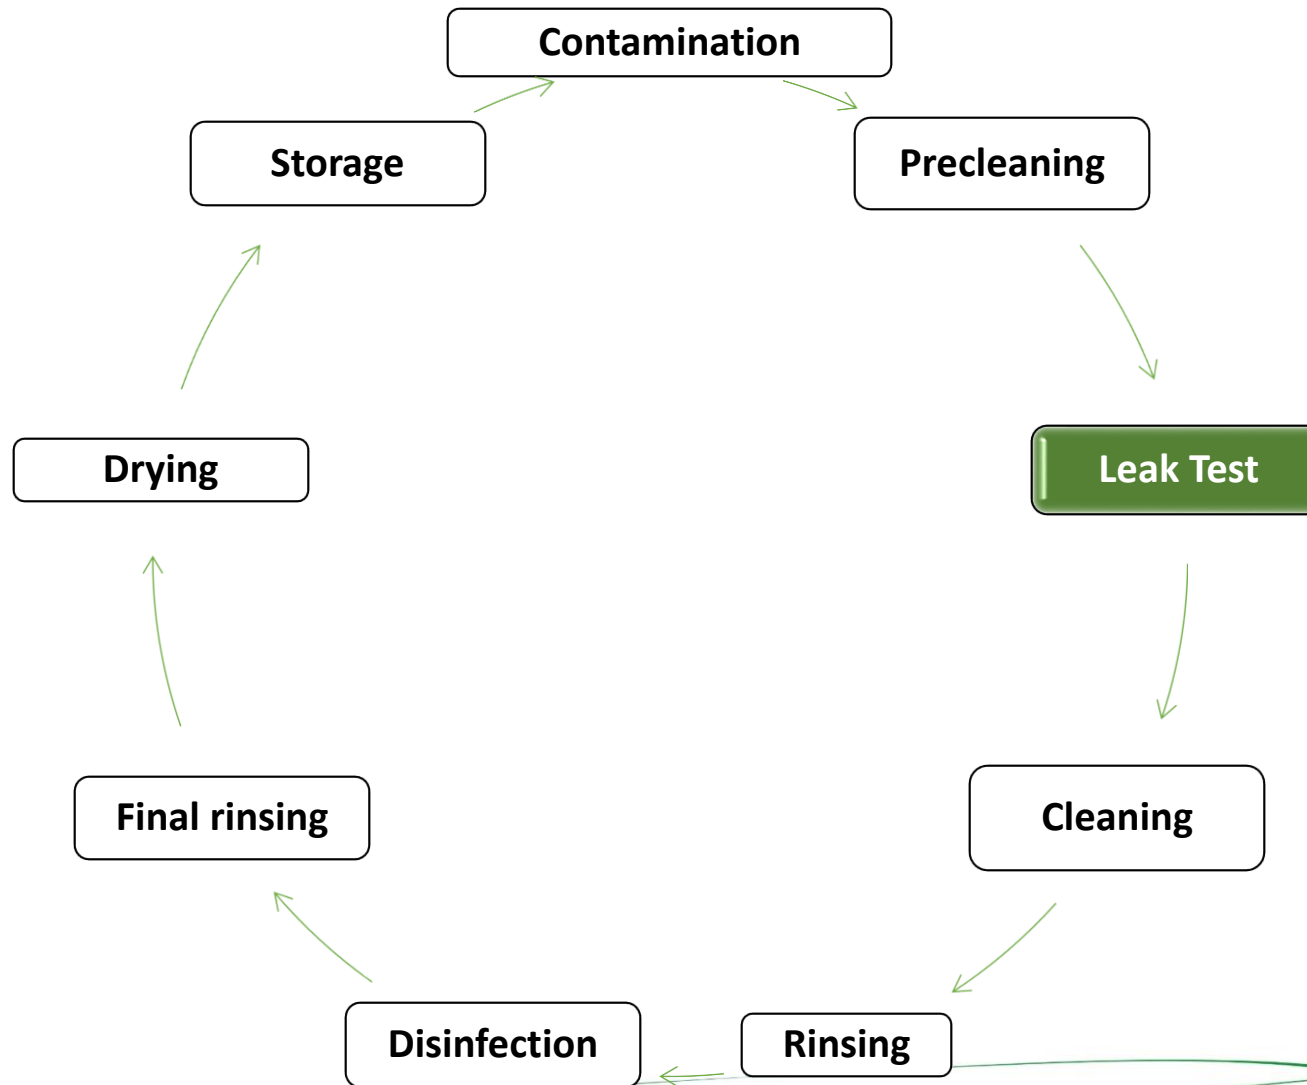 Contamination
Precleaning
Leak Test
Cleaning
Rinsing
Disinfection
Final rinsing
Drying
Storage